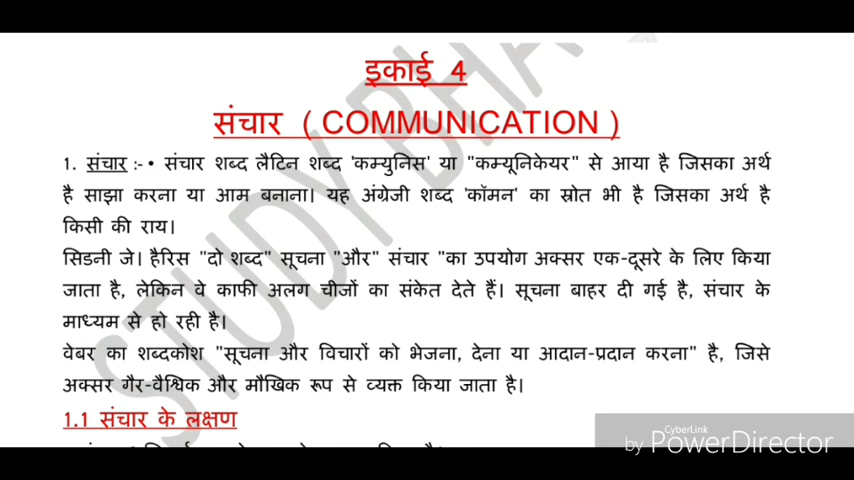 इकाई 4
संचार ( COMMUNICATION )
1. संचार :- • संचार शब्द लैटिन शब्द 'कम्युनिस' या "कम्यूनिकेयर" से आया है जिसका अर्थ
है साझा करना या आम बनाना। यह अंग्रेजी शब्द 'कॉमन' का स्रोत भी है जिसका अर्थ है
किसी की राय।
सिडनी जे। हैरिस "दो शब्द" सूचना "और" संचार "का उपयोग अक्सर एक-दूसरे के लिए किया
जाता है, लेकिन वे काफी अलग चीजों का संकेत देते हैं। सूचना बाहर दी गई है, संचार के
माध्यम से हो रही है।
वेबर का शब्दकोश "सूचना और विचारों को भेजना, देना या आदान-प्रदान करना" है, जिसे
अक्सर गैर-वैश्विक और मौखिक रूप से व्यक्त किया जाता है।
1.1 संचार के लक्षण
STUDY
CyberLink
by PowerDirector